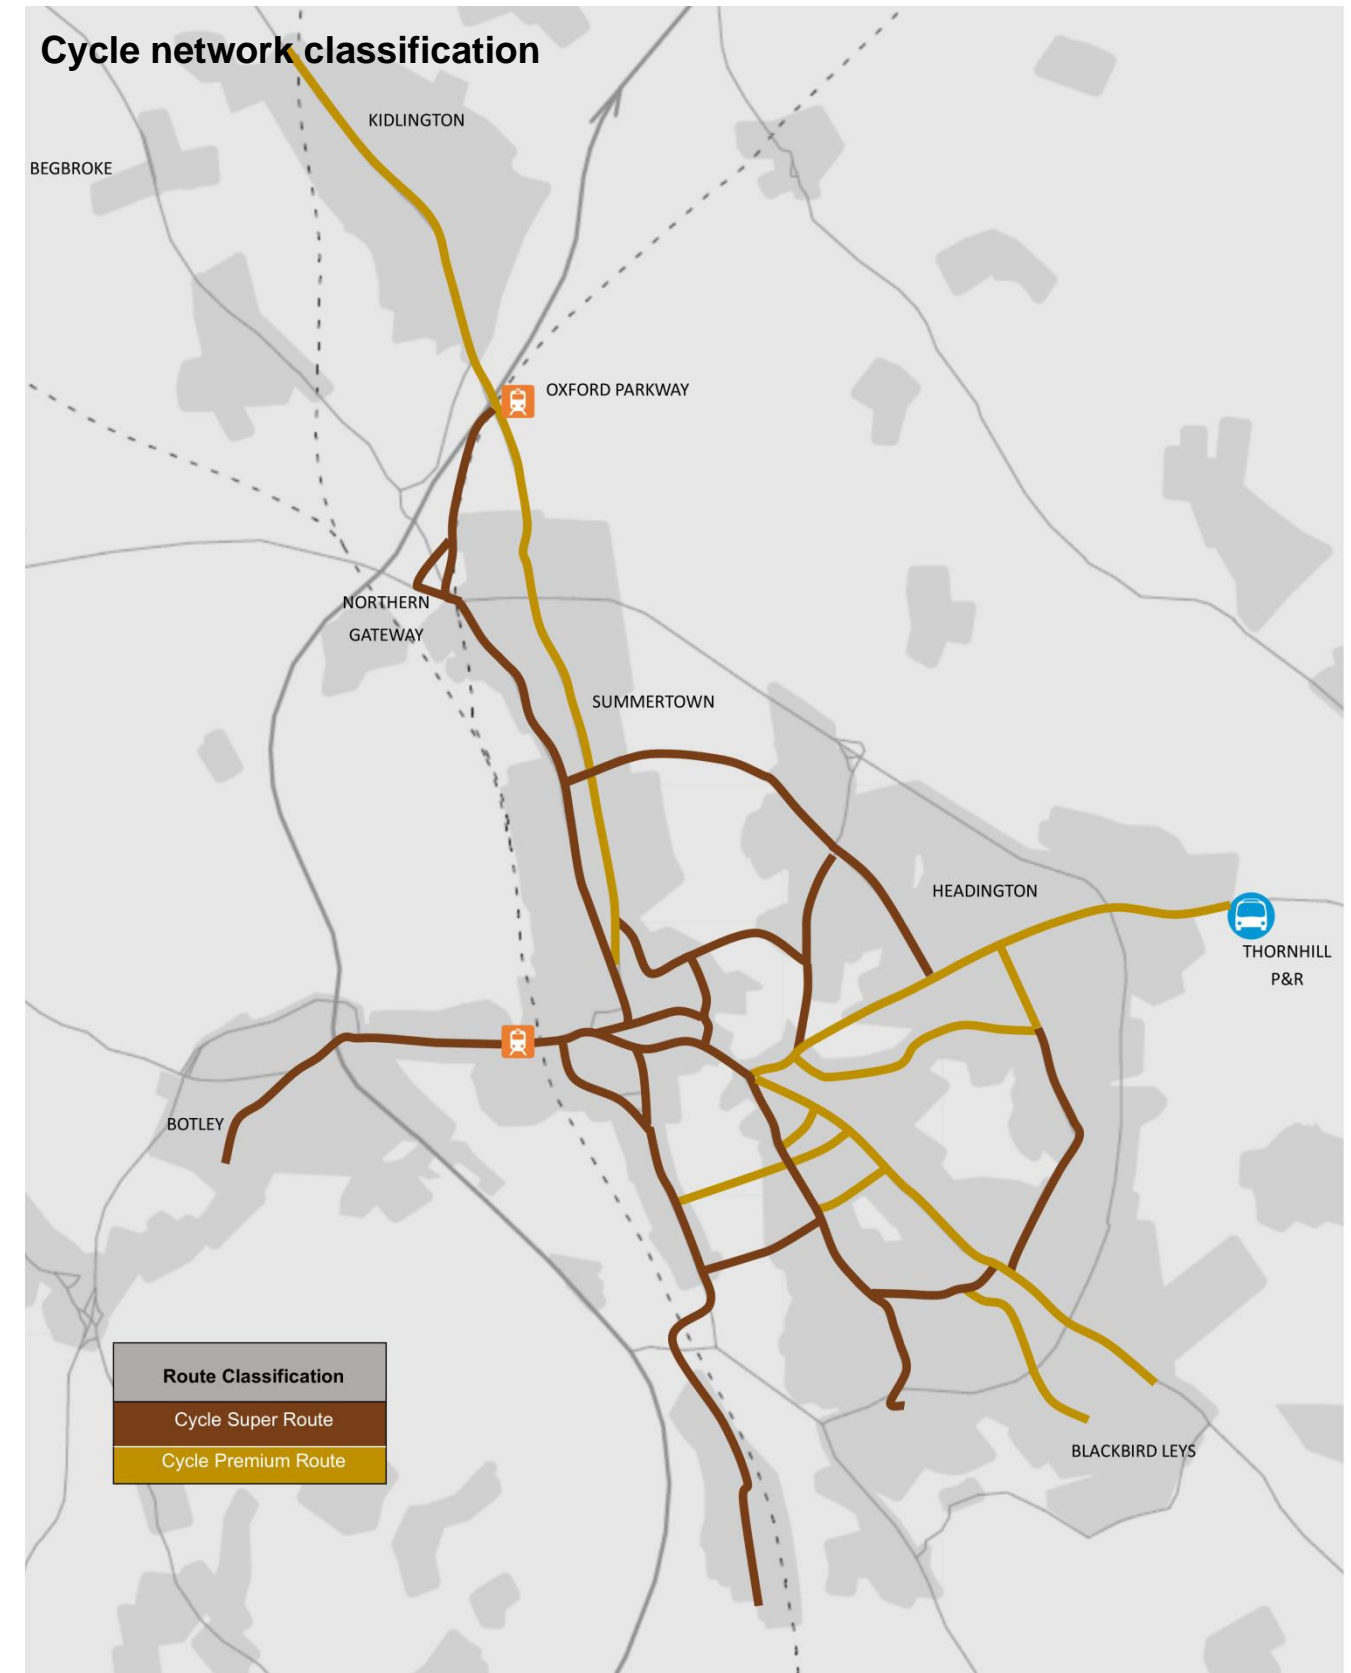 Cycle network classification
KIDLINGTON
BEGBROKE
OXFORD PARKWAY
NORTHERN
GATEWAY
SUMMERTOWN
HEADINGTON
THORNHILL
P&R
BOTLEY
Route Classification
Cycle Super Route
Cycle Premium Route
BLACKBIRD LEYS